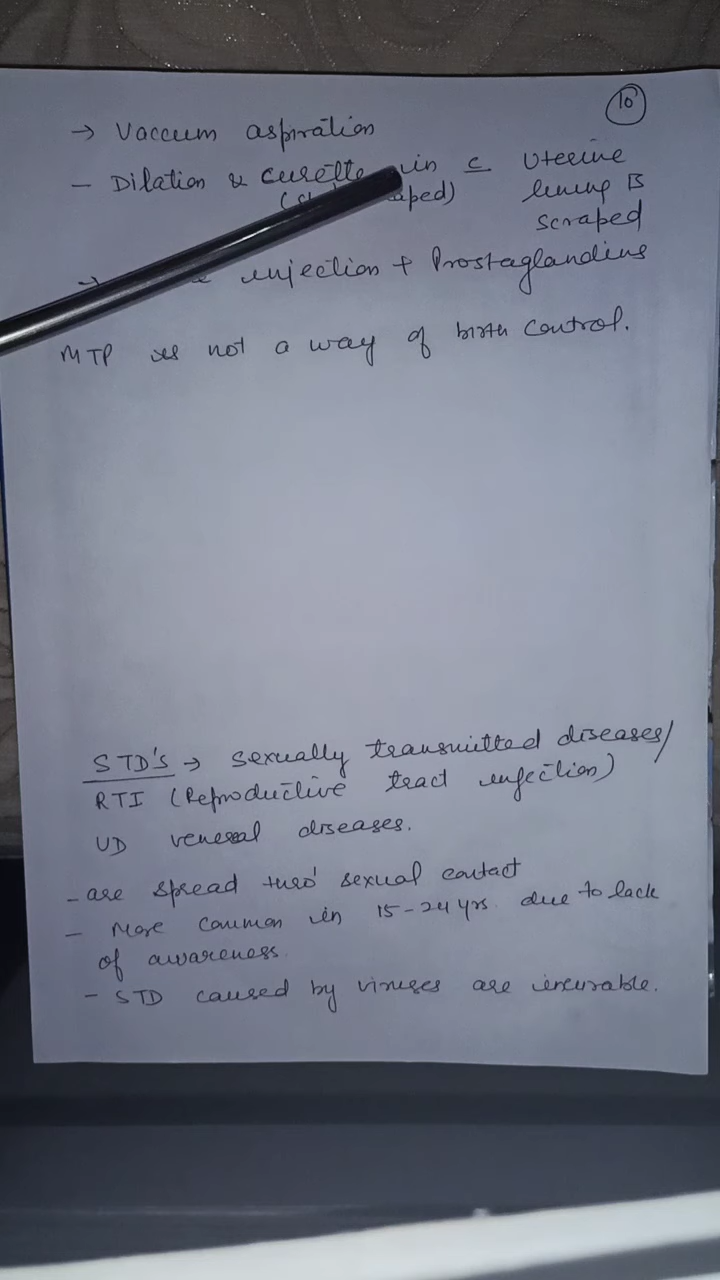 10
→ Vaccum aspiration
- Dilation & curette in c Uterine
aped) lining is
scraped
injection + Prostaglandins
MTP is not a way of birth control.
STD's → sexually transmitted diseases/
RTI (Reproductive tract infection)
UD veneral diseases.
- are spread thro' sexual contact
- More common in 15-24 yrs. due to lack
of awareness.
- STD caused by viruses are incurable.